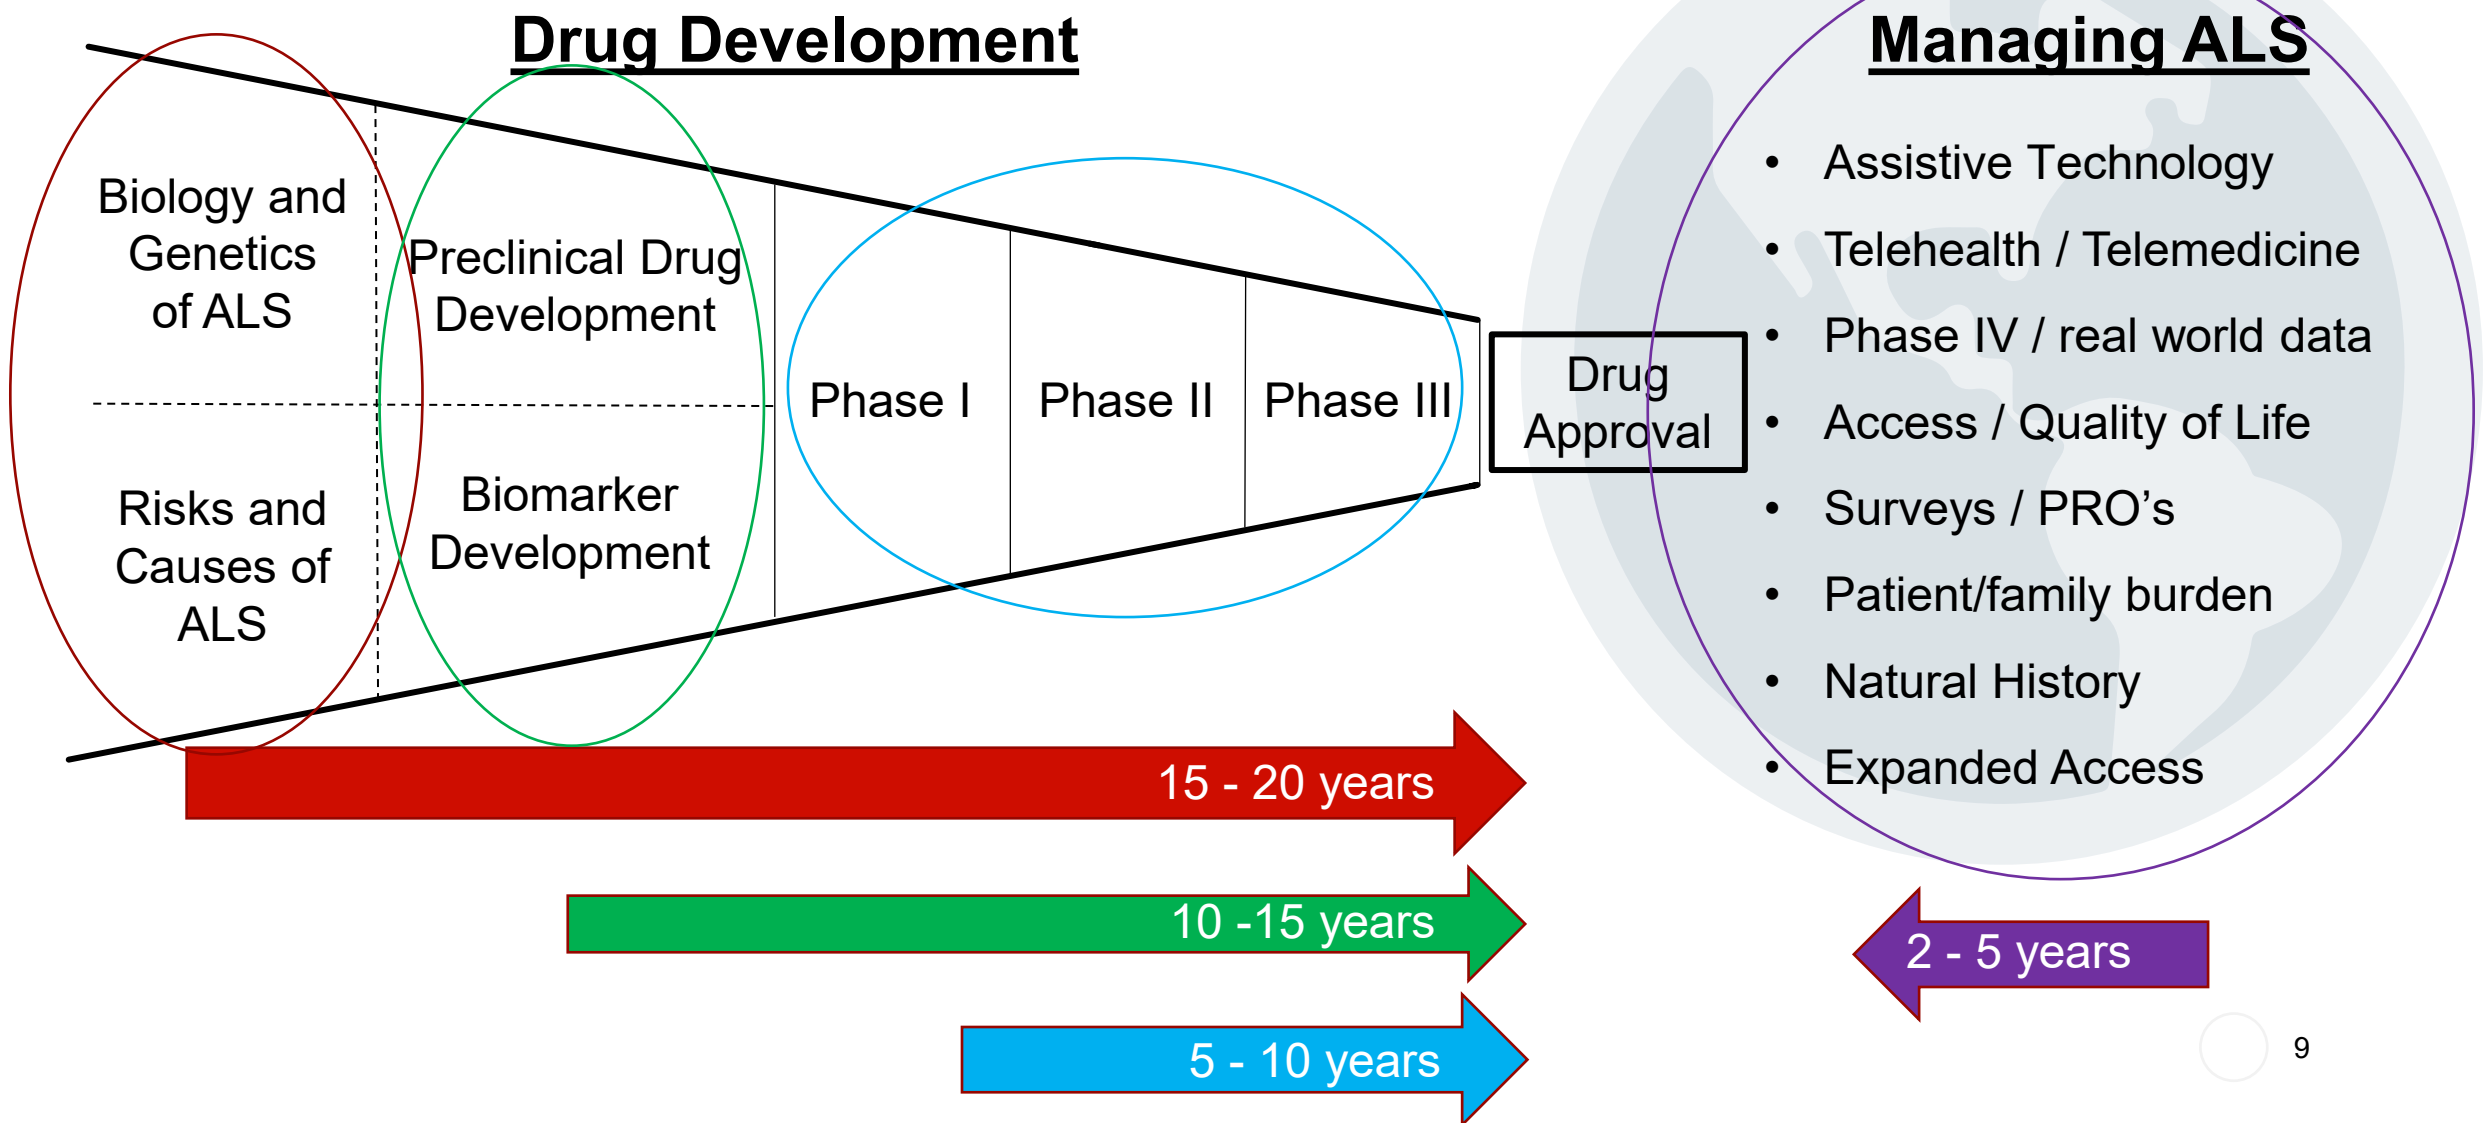 Drug Development
Biology and
Genetics
of ALS
Risks and
Causes of
ALS
Preclinical Drug
Development
Biomarker
Development
Phase I
Phase II
Phase III
Drug
Approval
15 - 20 years
10 -15 years
5 - 10 years
Managing ALS
• Assistive Technology
• Telehealth / Telemedicine
• Phase IV / real world data
• Access / Quality of Life
• Surveys / PRO’s
• Patient/family burden
• Natural History
• Expanded Access
2 - 5 years
9